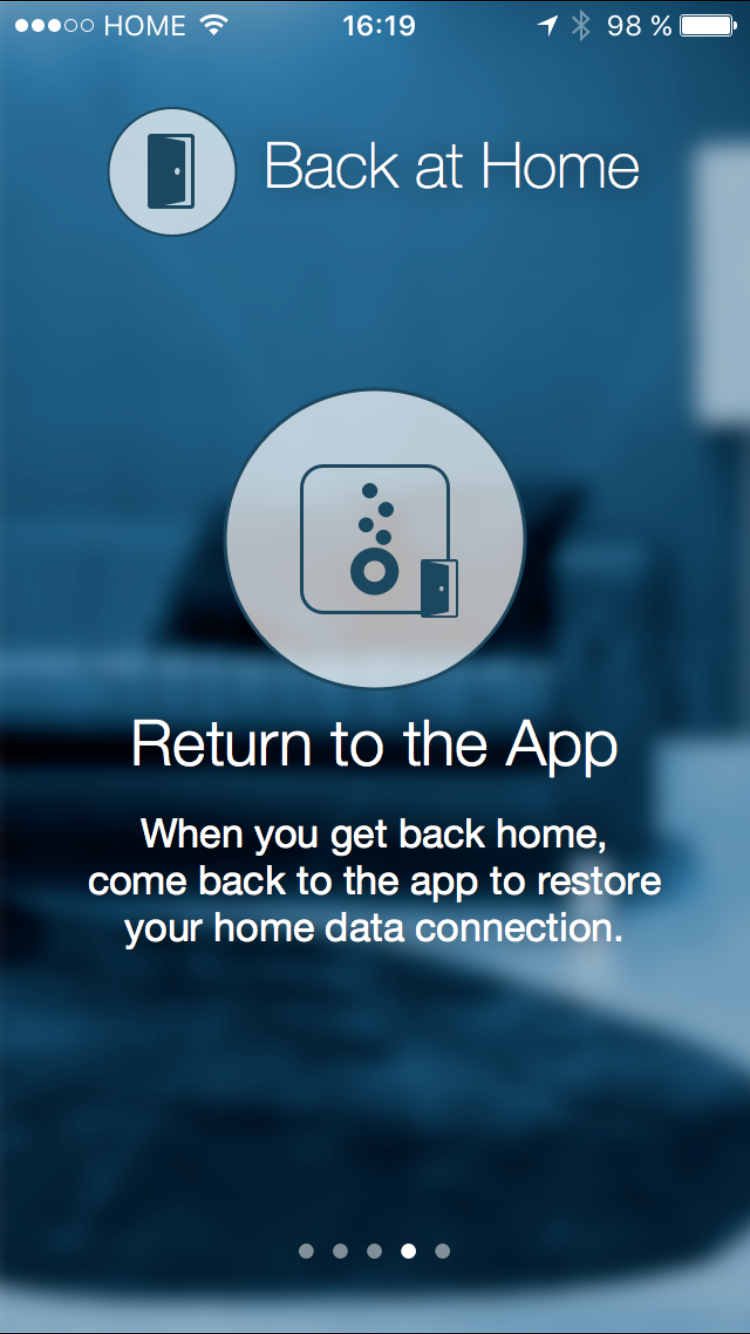 HOME 16:19 98 %
Back at Home
Return to the App
When you get back home,
come back to the app to restore
your home data connection.